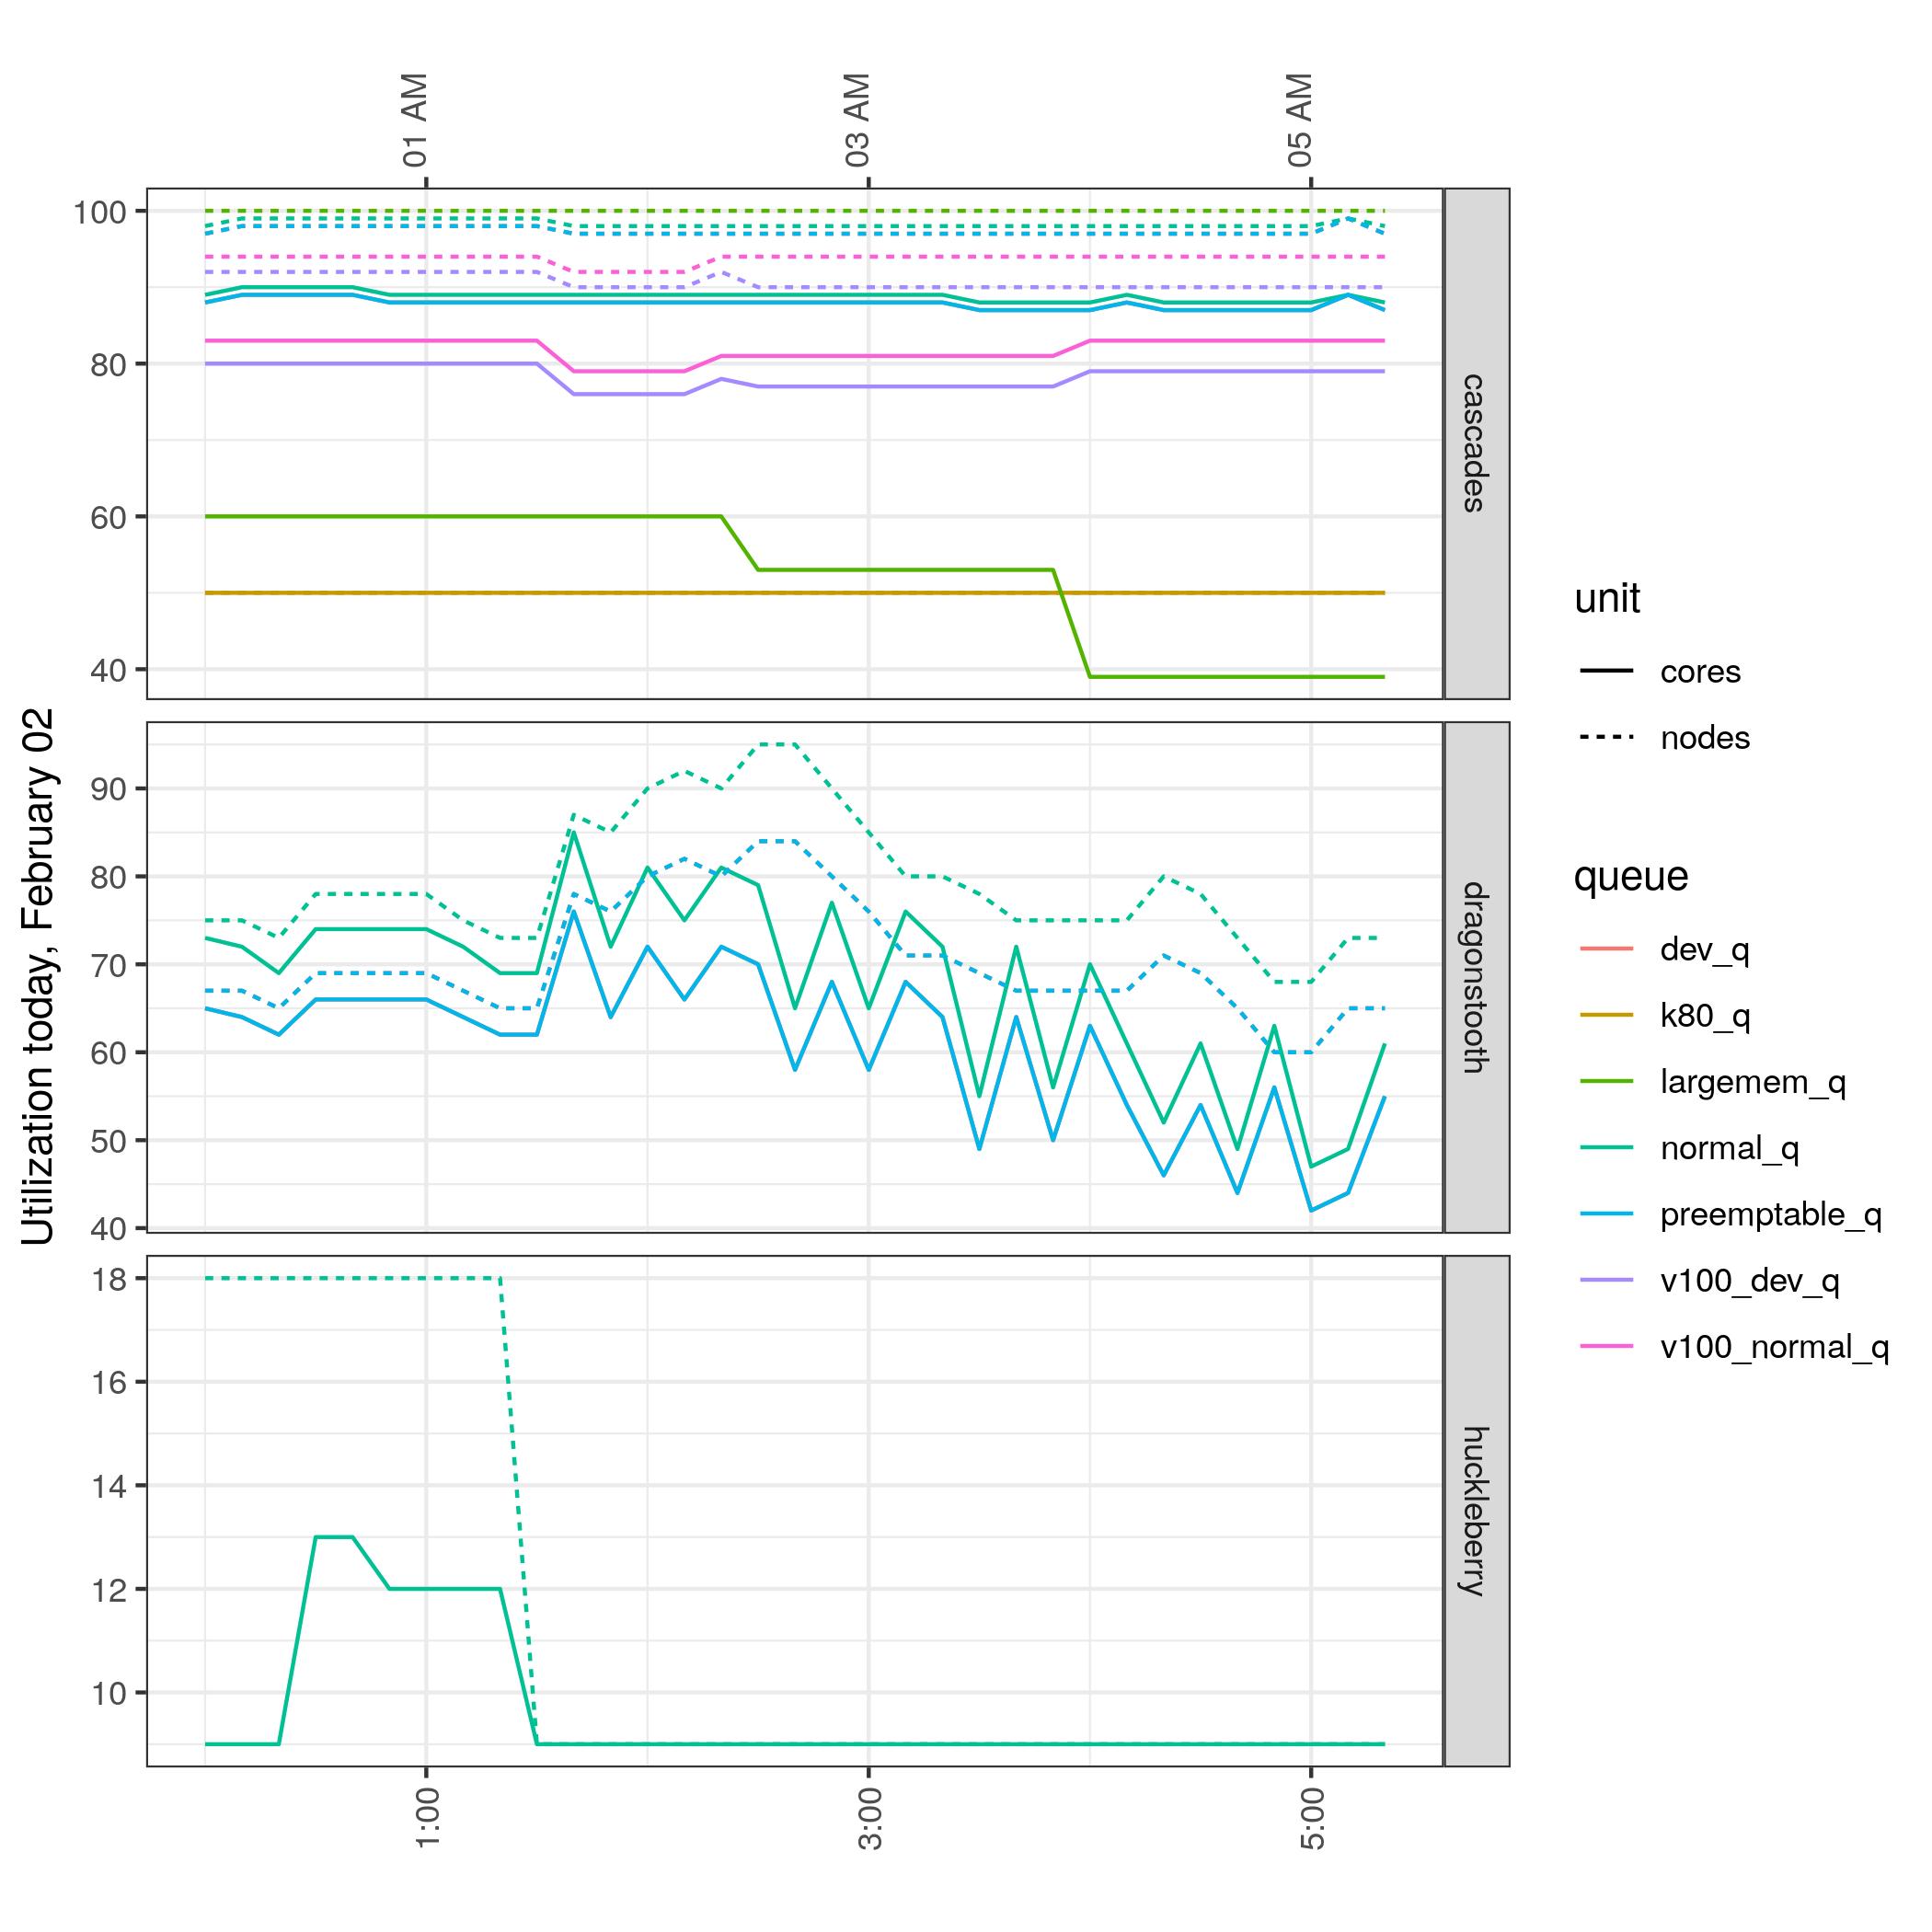 01 AM
03 AM
05 AM
Utilization today, February 02
100
80
60
40
cascades
90
80
70
60
50
40
dragonstooth
18
16
14
12
10
huckleberry
1:00
3:00
5:00
unit
cores
nodes
queue
dev_q
k80_q
largemem_q
normal_q
preemptable_q
v100_dev_q
v100_normal_q